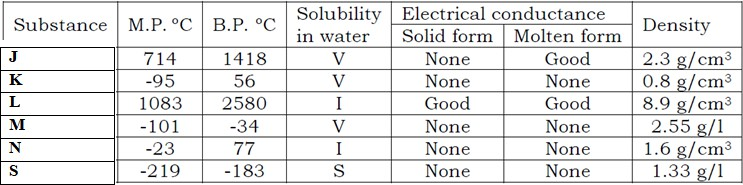 Substance M.P. ºC B.P. ºC Solubility in water Electrical conductance Density
Solid form Molten form
J 714 1418 V None Good 2.3 g/cm³
K -95 56 V None None 0.8 g/cm³
L 1083 2580 I Good Good 8.9 g/cm³
M -101 -34 V None None 2.55 g/l
N -23 77 I None None 1.6 g/cm³
S -219 -183 S None None 1.33 g/l